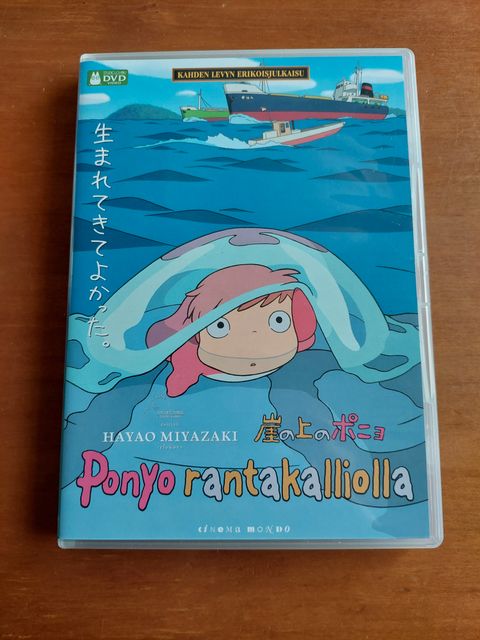 DVD
KAHDEN LEVYN ERIKOISJULKAISU
生まれてきてよかった。
HAYAO MIYAZAKI
崖の上のポニョ
Ponyo rantakalliolla
CINEMA MONDO